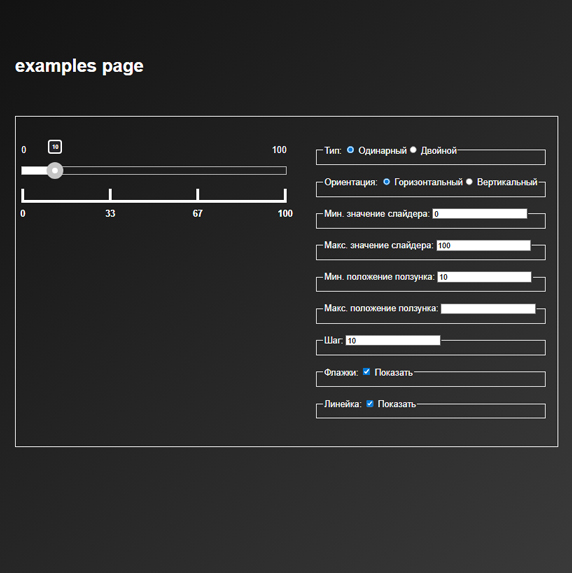 examples page
0 10 100
0 33 67 100
Тип: Одинарный Двойной
Ориентация: Горизонтальный Вертикальный
Мин. значение слайдера: 0
Макс. значение слайдера: 100
Мин. положение ползунка: 10
Макс. положение ползунка:
Шаг: 10
Флажки: Показать
Линейка: Показать